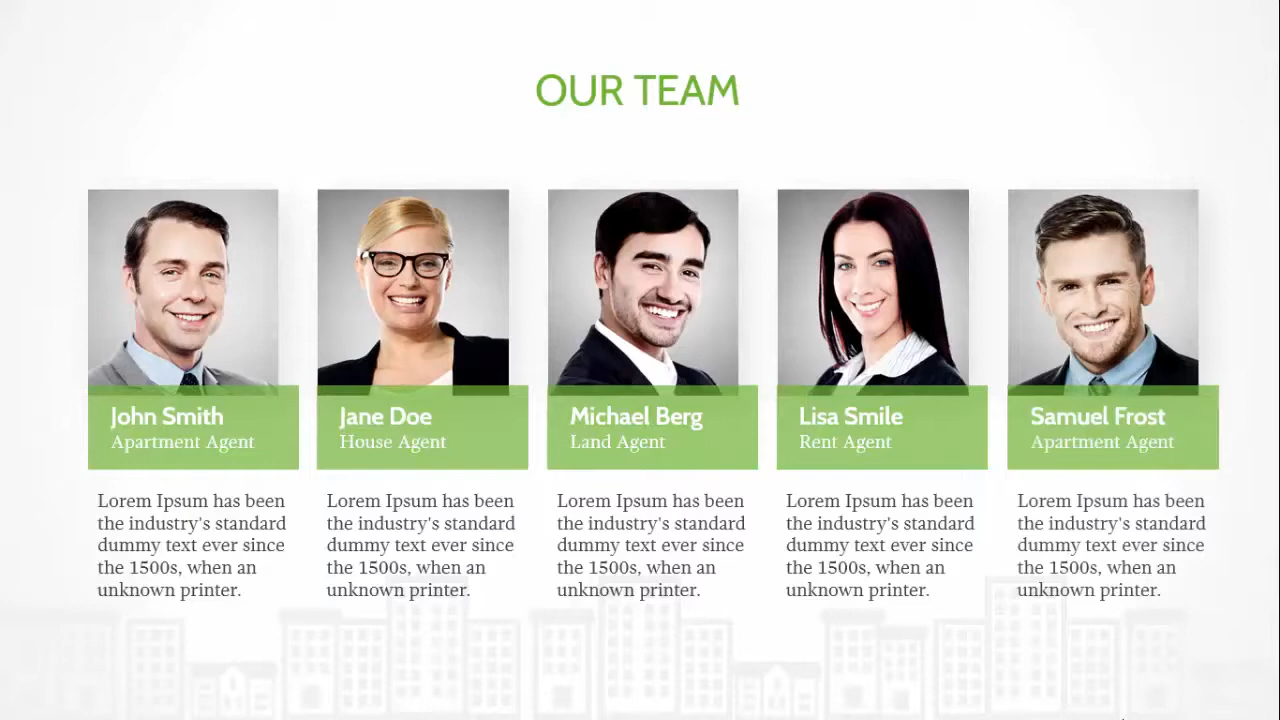 OUR TEAM
John Smith
Apartment Agent
Lorem Ipsum has been
the industry's standard
dummy text ever since
the 1500s, when an
unknown printer.
Jane Doe
House Agent
Lorem Ipsum has been
the industry's standard
dummy text ever since
the 1500s, when an
unknown printer.
Michael Berg
Land Agent
Lorem Ipsum has been
the industry's standard
dummy text ever since
the 1500s, when an
unknown printer.
Lisa Smile
Rent Agent
Lorem Ipsum has been
the industry's standard
dummy text ever since
the 1500s, when an
unknown printer.
Samuel Frost
Apartment Agent
Lorem Ipsum has been
the industry's standard
dummy text ever since
the 1500s, when an
unknown printer.